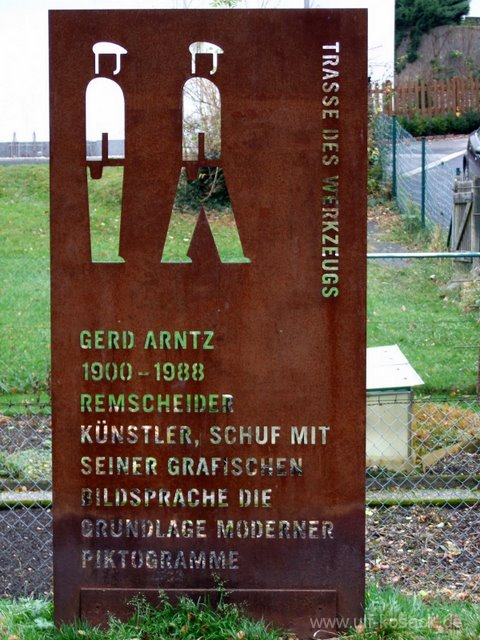 TRASSE DES WERKZEUGS
GERD ARNTZ
1900 – 1988
REMSCHEIDER
KÜNSTLER, SCHUF MIT
SEINER GRAFISCHEN
BILDSPRACHE DIE
GRUNDLAGE MODERNER
PIKTOGRAMME
www.ulf-kosack.de